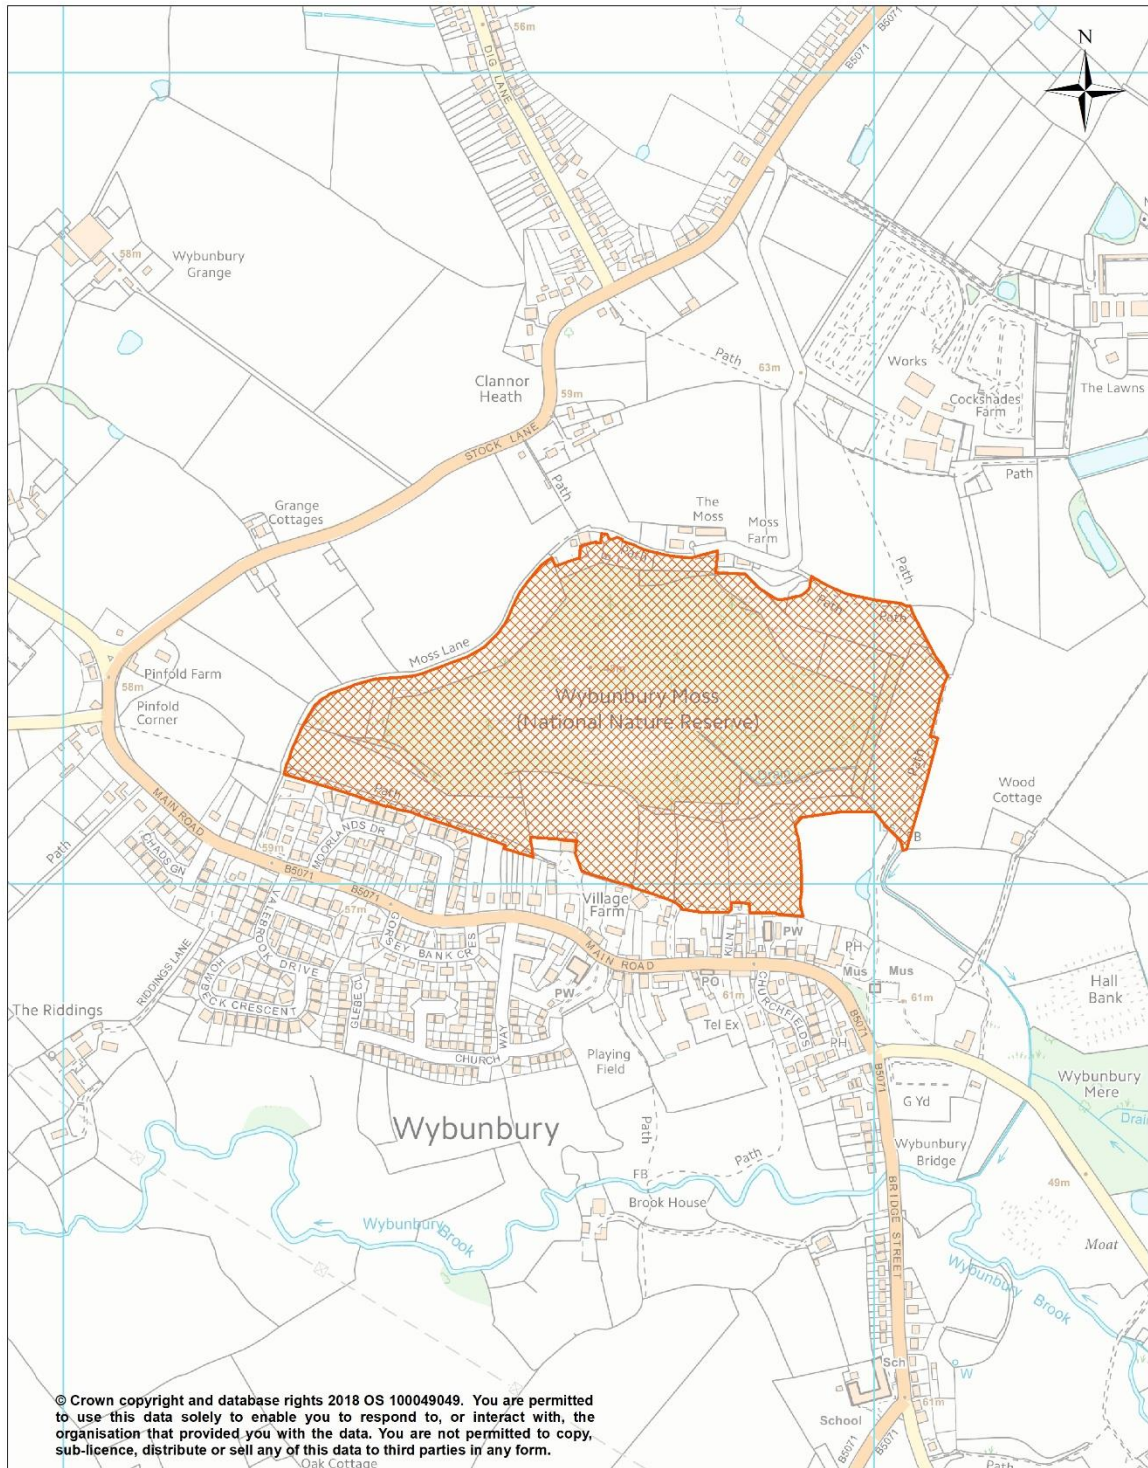 56m
DIG LANE
B5071
B5071
N
58m
Wybunbury
Grange
Path
63m
Works
Cockshades
Farm
The Lawns
Clannor
Heath
59m
STOCK LANE
Path
Path
Grange
Cottages
The
Moss
Moss
Farm
Path
Path
Path
Path
Moss Lane
Pinfold Farm
58m
Pinfold
Corner
Wybunbury Moss
(National Nature Reserve)
Drain
Path
Path
Wood
Cottage
FB
MAIN ROAD
Path
CHADS GN
59m
MOORLANDS DR
B5071
57m
VALEBROOK DRIVE
GORSEY BANK CRES
HOWBECK CRESCENT
GLEBE CL
RIDDINGS LANE
The Riddings
CHURCH WAY
Village
Farm
MAIN ROAD
KILN L
PW
PH
PW
PO
61m
Tel Ex
CHURCHFIELDS
PH
Mus
Mus
61m
B5071
Hall
Bank
Playing
Field
B5071
G Yd
Wybunbury
Mere
Drain
Wybunbury
Path
Path
Wybunbury
Bridge
FB
Brook House
BRIDGE STREET
49m
Moat
Wybunbury Brook
Wybunbury Brook
W
Sch
School
61m
B5071
Path
© Crown copyright and database rights 2018 OS 100049049. You are permitted
to use this data solely to enable you to respond to, or interact with, the
organisation that provided you with the data. You are not permitted to copy,
sub-licence, distribute or sell any of this data to third parties in any form.
Oak Cottage